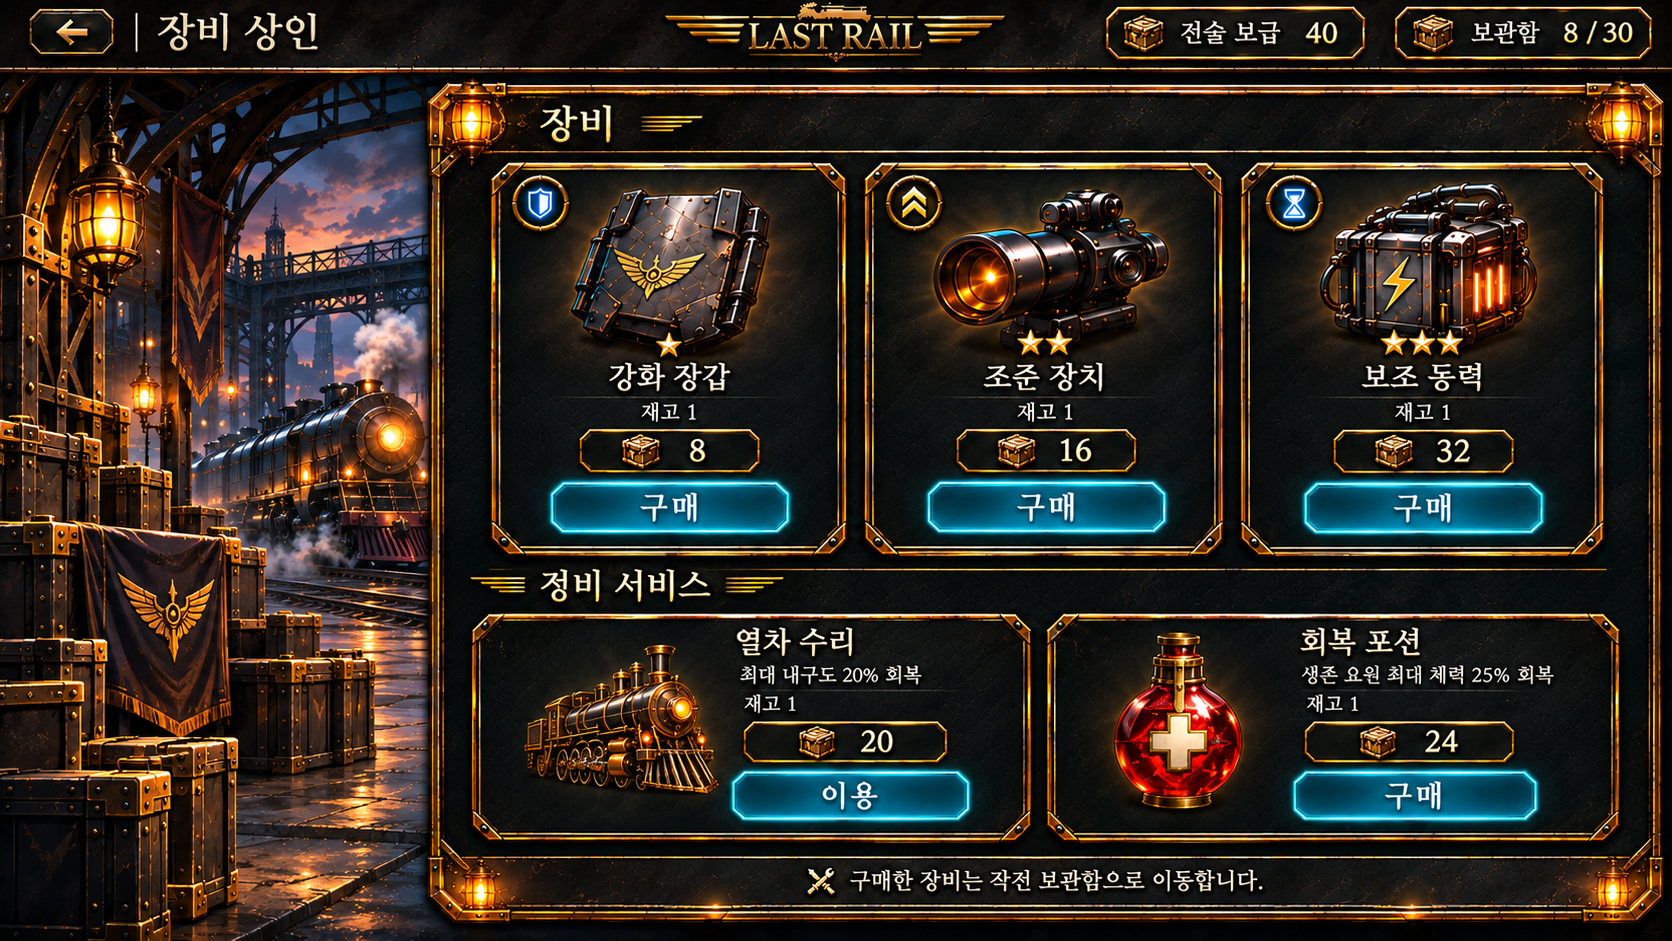 장비 상인
LAST RAIL
전술 보급 40
보관함 8 / 30
장비
강화 장갑
재고 1
8
구매
조준 장치
재고 1
16
구매
보조 동력
재고 1
32
구매
정비 서비스
열차 수리
최대 내구도 20% 회복
재고 1
20
이용
회복 포션
생존 요원 최대 체력 25% 회복
재고 1
24
구매
구매한 장비는 작전 보관함으로 이동합니다.